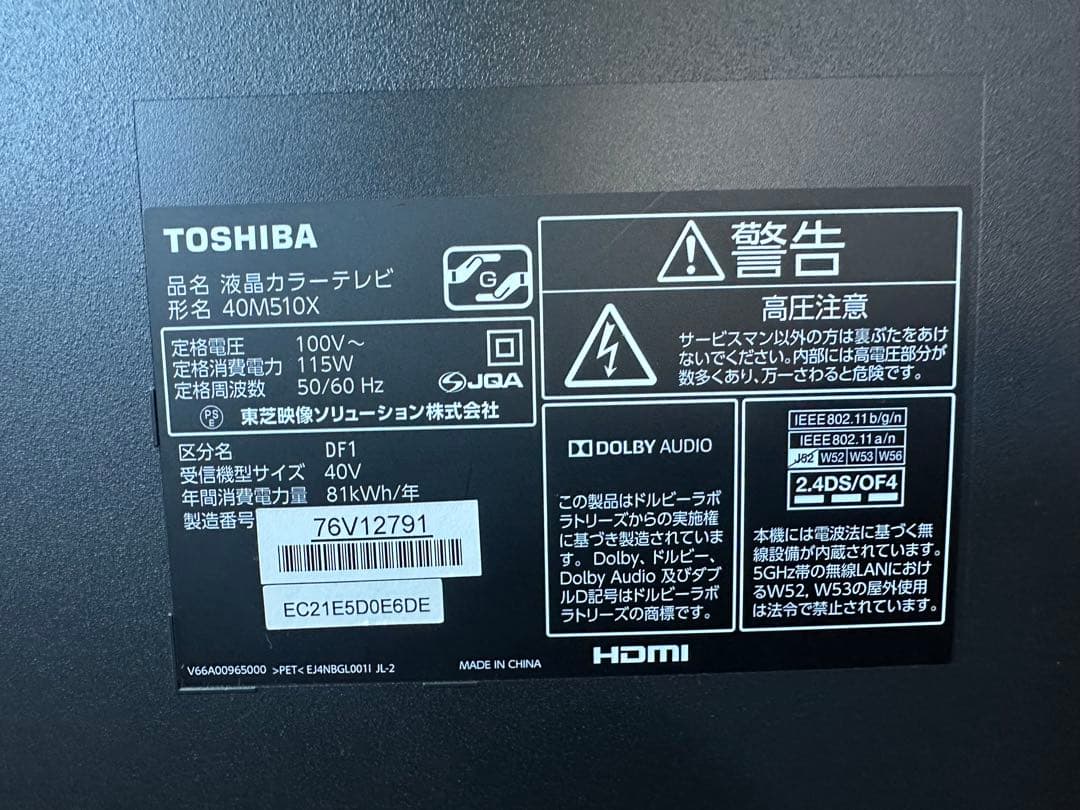 TOSHIBA
品名 液晶カラーテレビ
形名 40M510X
G
定格電圧 100V～
定格消費電力 115W
定格周波数 50/60 Hz
JQA
PS
E
東芝映像ソリューション株式会社
区分名 DF1
受信機型サイズ 40V
年間消費電力量 81kWh/年
製造番号
76V12791
EC21E5D0E6DE
V66A00965000 >PET< EJ4NBGL001I JL-2
MADE IN CHINA
警告
高圧注意
サービスマン以外の方は裏ぶたをあけ
ないでください。内部には高電圧部分が
数多くあり、万一さわると危険です。
DOLBY AUDIO
この製品はドルビーラボ
ラトリーズからの実施権
に基づき製造されていま
す。Dolby、ドルビー、
Dolby Audio 及びダブ
ルD記号はドルビーラボ
ラトリーズの商標です。
HDMI
IEEE802.11b/g/n
IEEE802.11a/n
J52 W52 W53 W56
2.4DS/OF4
本機には電波法に基づく無
線設備が内蔵されています。
5GHz帯の無線LANにおけ
るW52、W53の屋外使用
は法令で禁止されています。